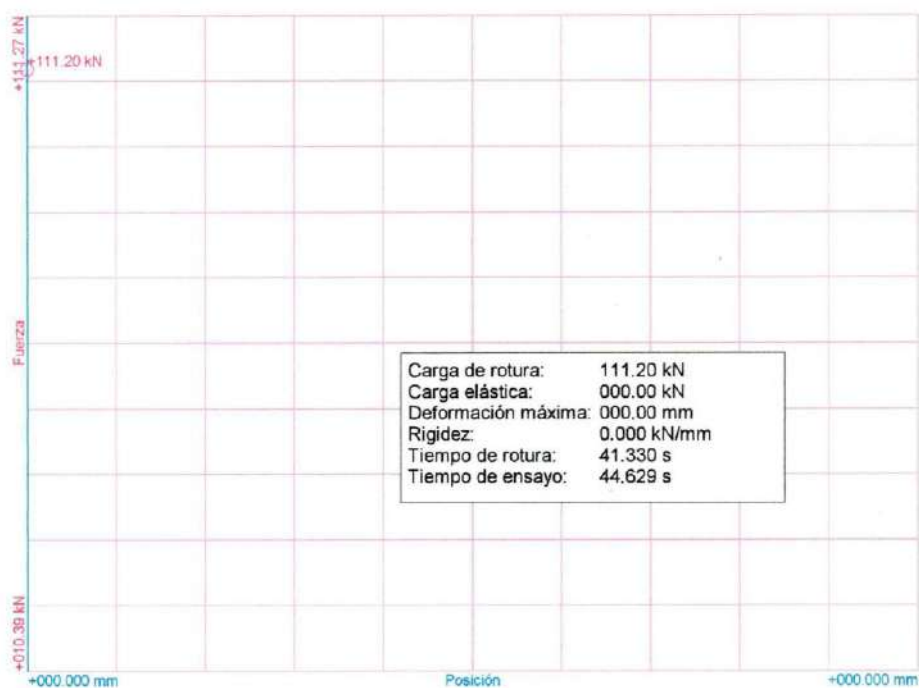 +111.27 kN
+111.20 kN
Fuerza
Carga de rotura: 111.20 kN
Carga elástica: 000.00 kN
Deformación máxima: 000.00 mm
Rigidez: 0.000 kN/mm
Tiempo de rotura: 41.330 s
Tiempo de ensayo: 44.629 s
+010.39 kN
+000.000 mm Posición +000.000 mm